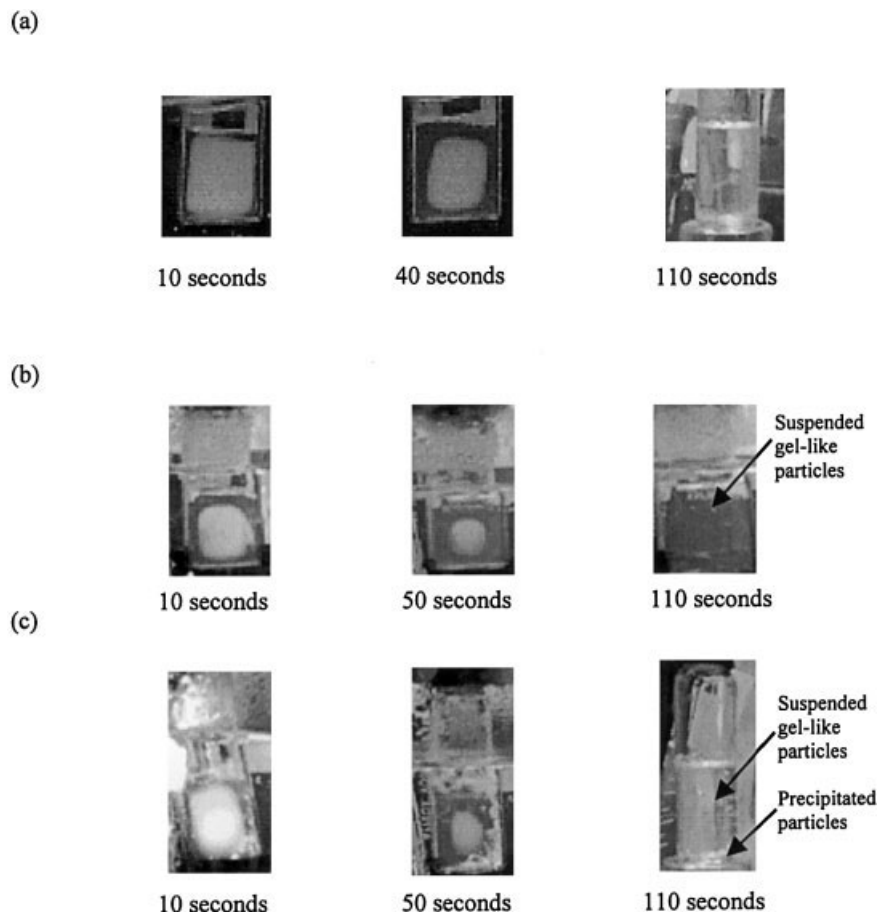 (a)
10 seconds
40 seconds
110 seconds
(b)
Suspended
gel-like
particles
10 seconds
50 seconds
110 seconds
(c)
Suspended
gel-like
particles
Precipitated
particles
10 seconds
50 seconds
110 seconds